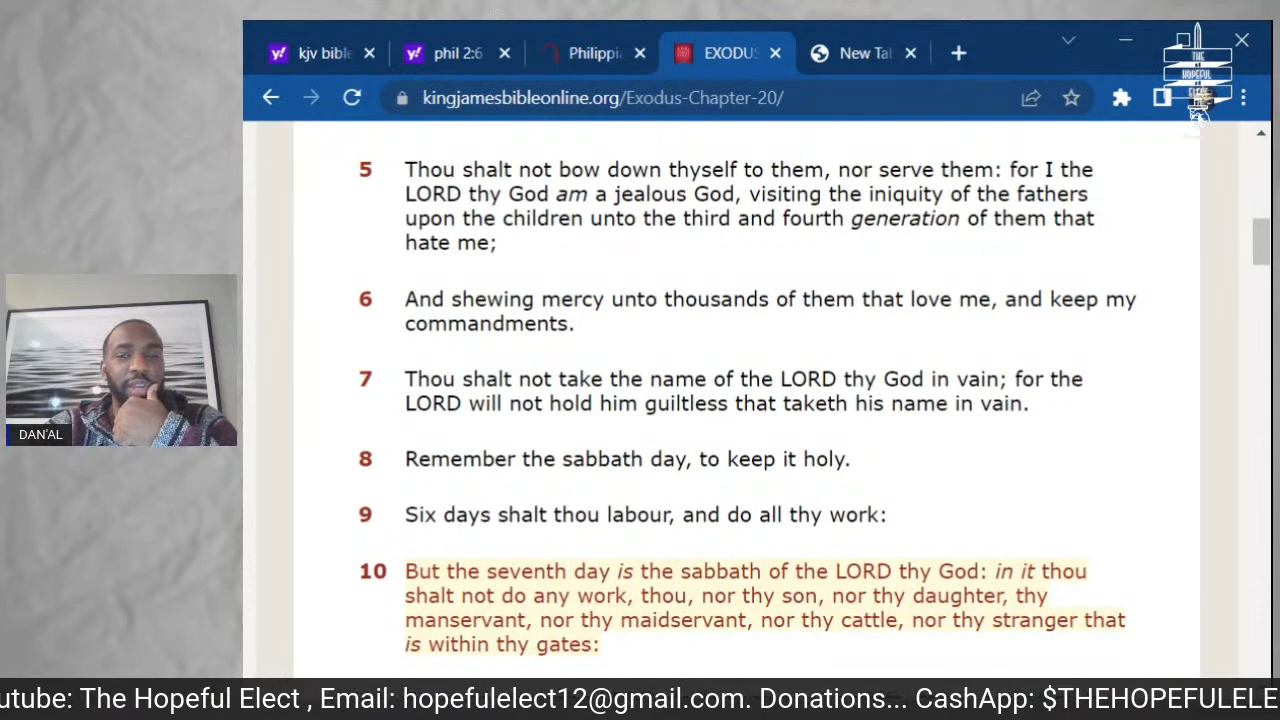 kjv bible
phil 2:6
Philippia
EXODUS
New Ta
kingjamesbibleonline.org/Exodus-Chapter-20/
THE
HOPEFUL
5 Thou shalt not bow down thyself to them, nor serve them: for I the
LORD thy God am a jealous God, visiting the iniquity of the fathers
upon the children unto the third and fourth generation of them that
hate me;
6 And shewing mercy unto thousands of them that love me, and keep my
commandments.
7 Thou shalt not take the name of the LORD thy God in vain; for the
LORD will not hold him guiltless that taketh his name in vain.
8 Remember the sabbath day, to keep it holy.
9 Six days shalt thou labour, and do all thy work:
10 But the seventh day is the sabbath of the LORD thy God: in it thou
shalt not do any work, thou, nor thy son, nor thy daughter, thy
manservant, nor thy maidservant, nor thy cattle, nor thy stranger that
is within thy gates:
DAN'AL
utube: The Hopeful Elect , Email: hopefulelect12@gmail.com. Donations... CashApp: $THEHOPEFULELE